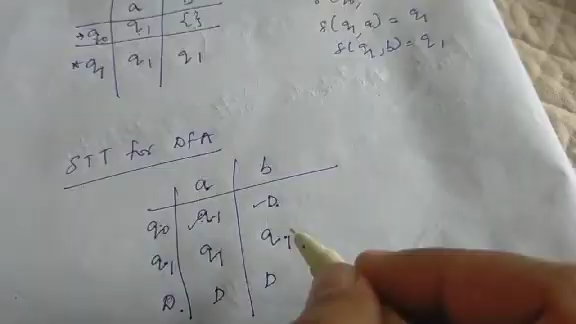 a
→q0 q1 {}
*q1 q1 q1
δ(q1,a) = q1
δ(q1,b) = q1
STT for DFA
a b
q0 q1 D.
q1 q1 q1
D. D D